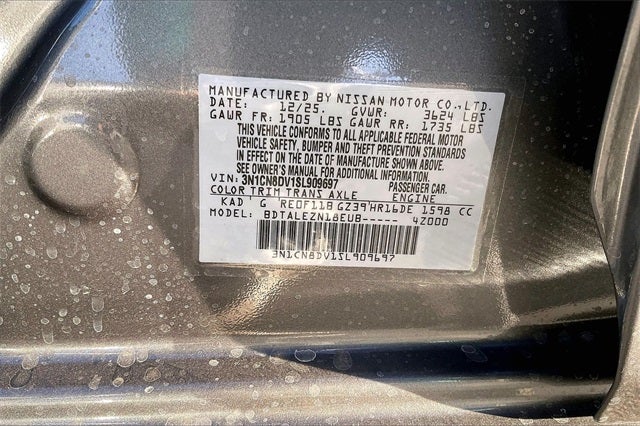 MANUFACTURED BY NISSAN MOTOR CO.,LTD.
DATE: 12/25. GVWR: 3624 LBS
GAWR FR: 1905 LBS GAWR RR: 1735 LBS
THIS VEHICLE CONFORMS TO ALL APPLICABLE FEDERAL MOTOR
VEHICLE SAFETY, BUMPER AND THEFT PREVENTION STANDARDS
IN EFFECT ON THE DATE OF MANUFACTURE SHOWN ABOVE.
SEE OWNER'S MANUAL FOR ADDITIONAL INFORMATION
VIN: 3N1CN8DV1SL909697 PASSENGER CAR.
COLOR TRIM TRANS AXLE ENGINE
KAD G RE0F11B GZ39 HR16DE 1598 CC
MODEL: BDTALEZN18EUB----- 4Z000
3N1CN8DV1SL909697